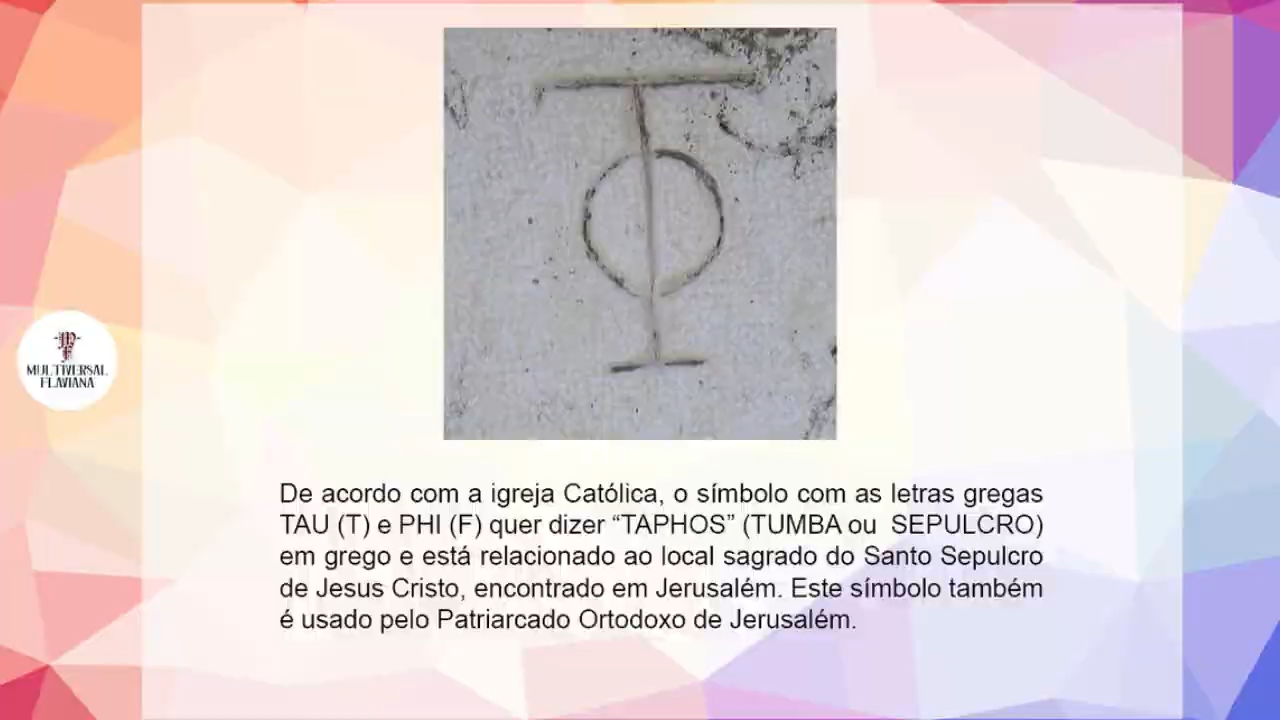 MULTIVERSAL
FLAVIANA
De acordo com a igreja Católica, o símbolo com as letras gregas
TAU (T) e PHI (F) quer dizer “TAPHOS” (TUMBA ou SEPULCRO)
em grego e está relacionado ao local sagrado do Santo Sepulcro
de Jesus Cristo, encontrado em Jerusalém. Este símbolo também
é usado pelo Patriarcado Ortodoxo de Jerusalém.